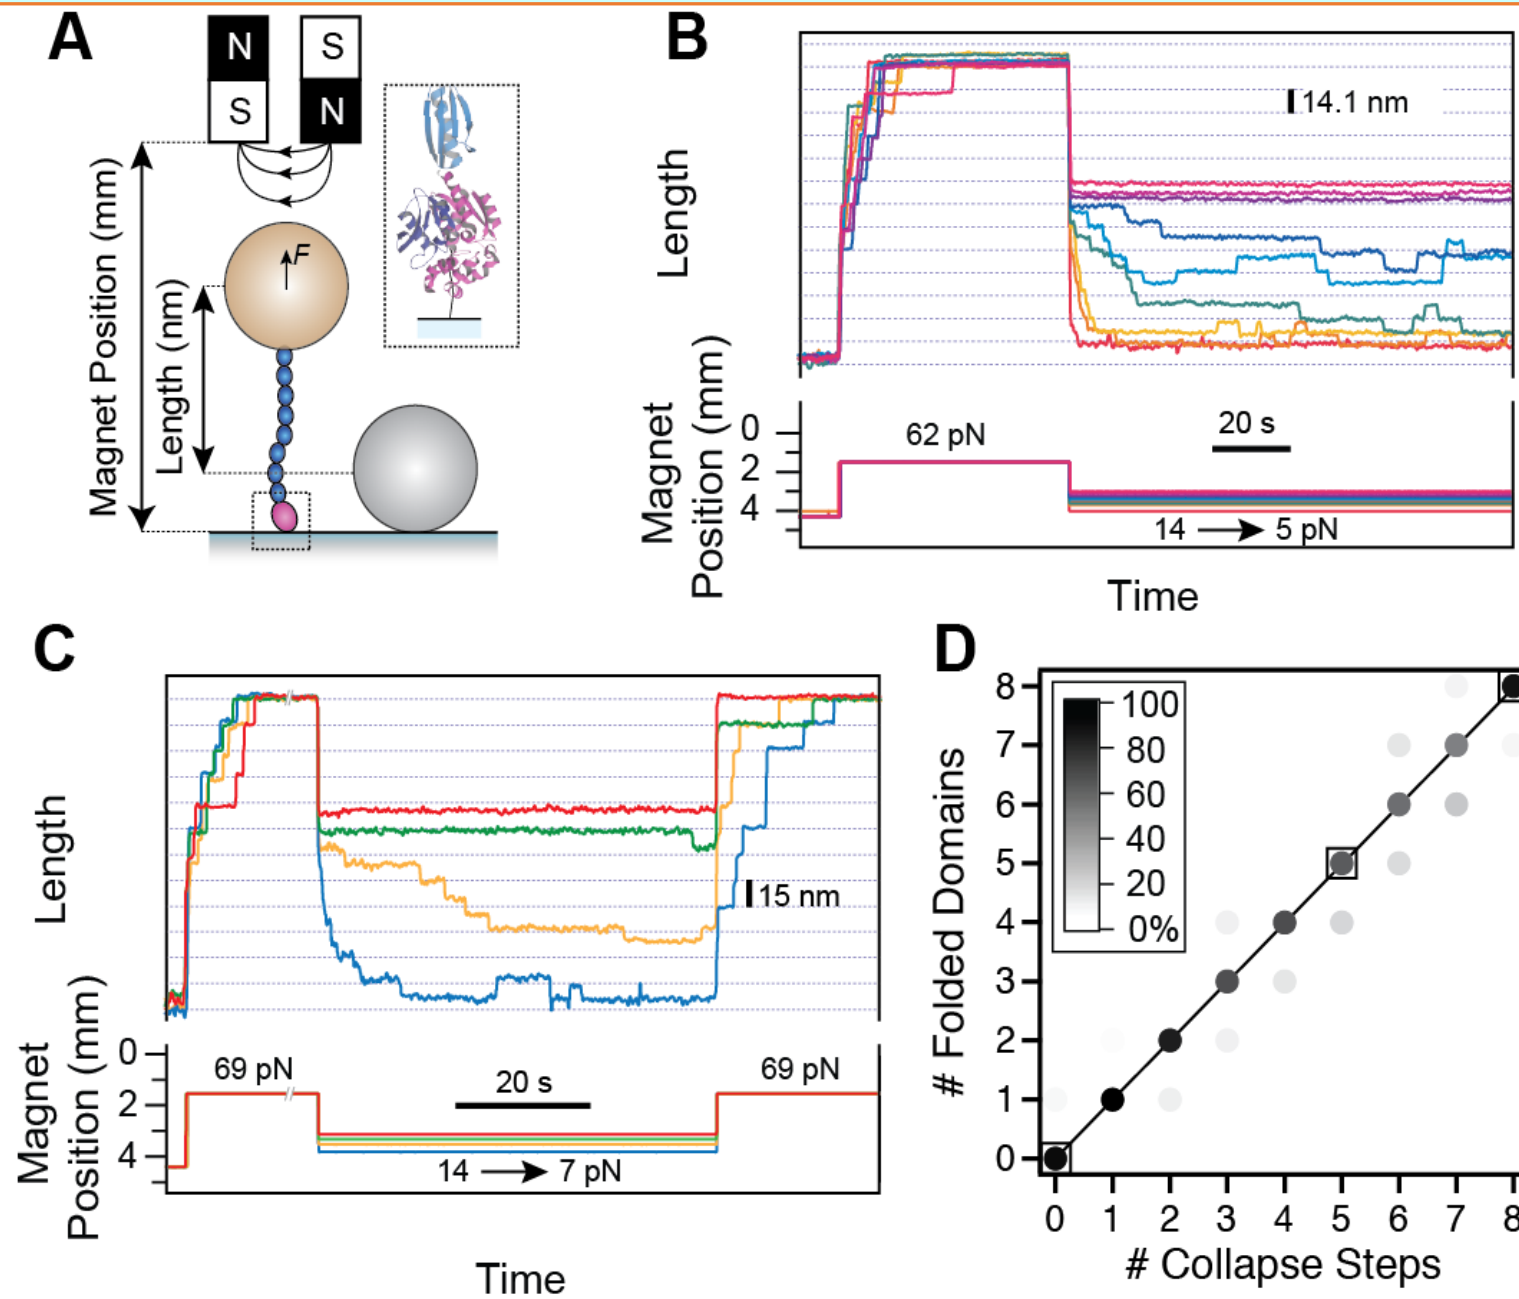 A
N
S
S
N
F
Magnet Position (mm)
Length (nm)
B
14.1 nm
Length
Magnet
Position (mm)
0
2
4
62 pN
20 s
14
5 pN
Time
C
Length
15 nm
Magnet
Position (mm)
0
2
4
69 pN
20 s
69 pN
14
7 pN
Time
D
# Folded Domains
8
7
6
5
4
3
2
1
0
100
80
60
40
20
0%
0 1 2 3 4 5 6 7 8
# Collapse Steps